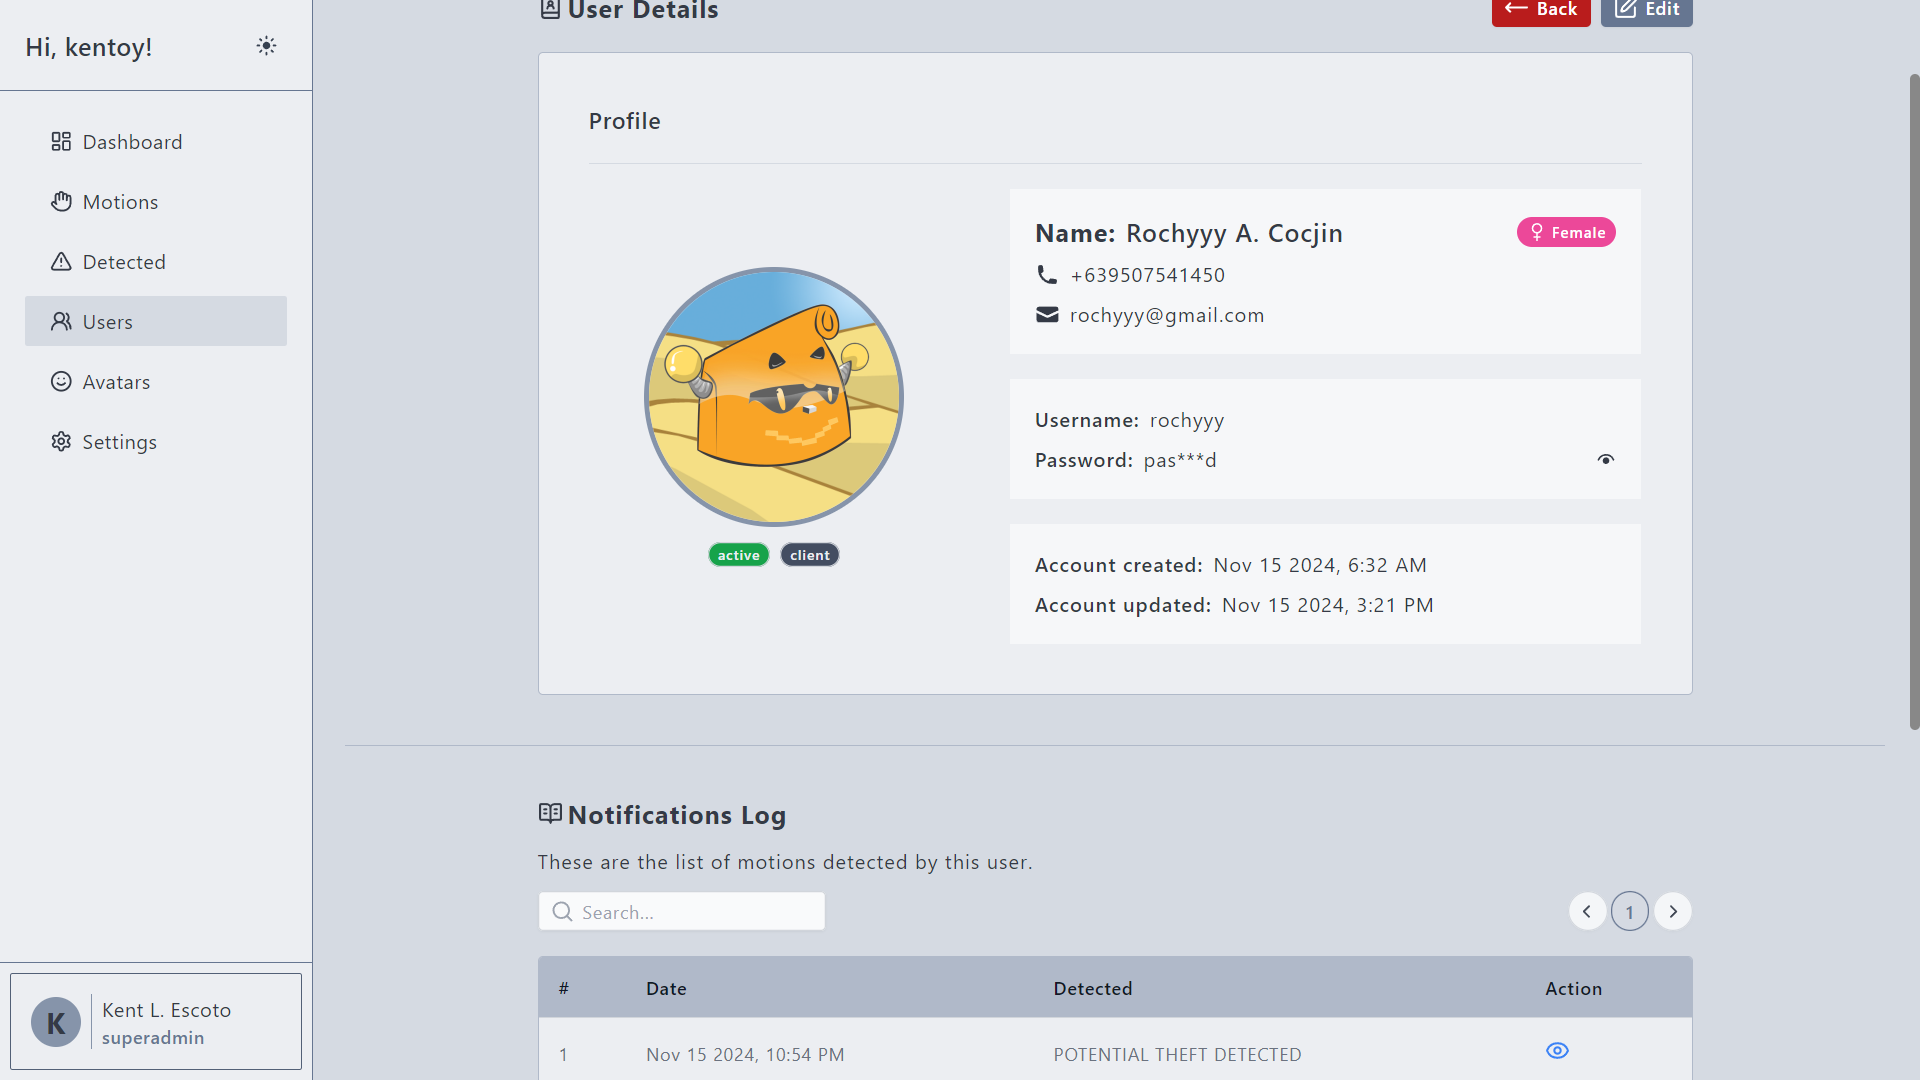 Hi, kentoy!
Dashboard
Motions
Detected
Users
Avatars
Settings
K
Kent L. Escoto
superadmin
User Details
Back
Edit
Profile
active
client
Name: Rochyyy A. Cocjin
Female
+639507541450
rochyyy@gmail.com
Username: rochyyy
Password: pas***d
Account created: Nov 15 2024, 6:32 AM
Account updated: Nov 15 2024, 3:21 PM
Notifications Log
These are the list of motions detected by this user.
Search...
1
# Date Detected Action
1 Nov 15 2024, 10:54 PM POTENTIAL THEFT DETECTED